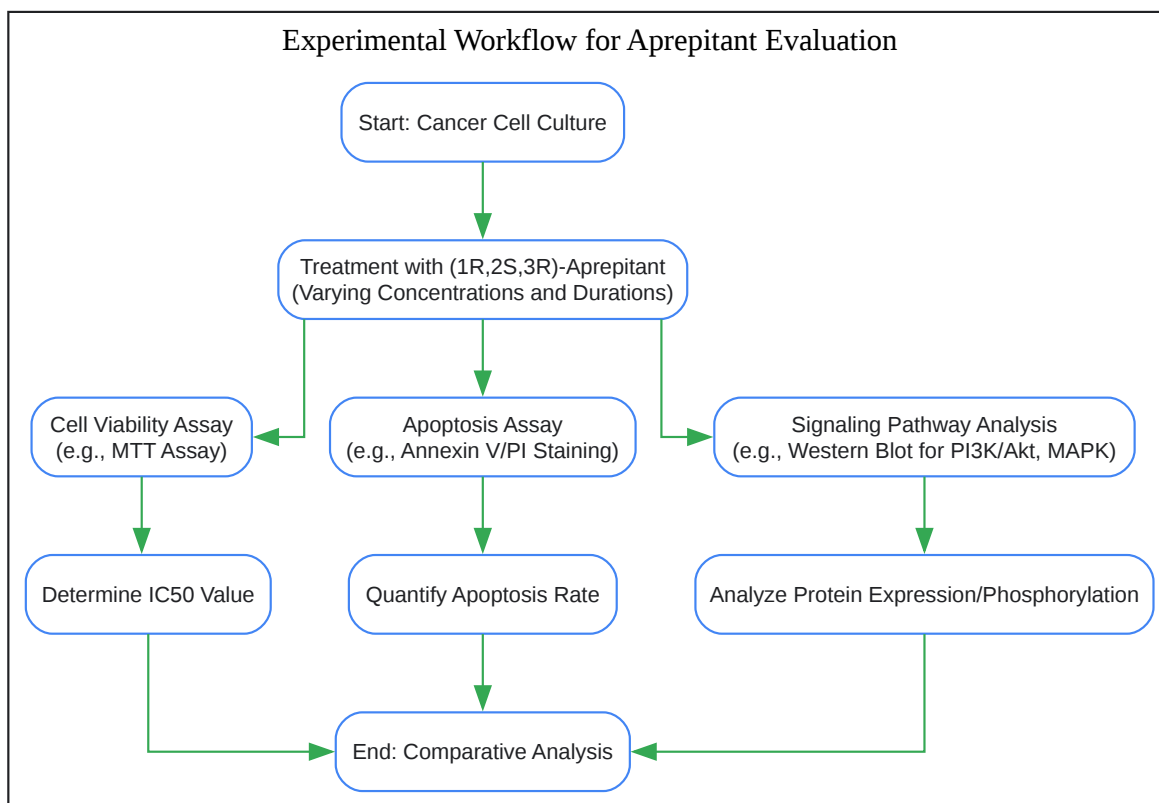 Experimental Workflow for Aprepitant Evaluation
Start: Cancer Cell Culture
Treatment with (1R,2S,3R)-Aprepitant
(Varying Concentrations and Durations)
Cell Viability Assay
(e.g., MTT Assay)
Apoptosis Assay
(e.g., Annexin V/PI Staining)
Signaling Pathway Analysis
(e.g., Western Blot for PI3K/Akt, MAPK)
Determine IC50 Value
Quantify Apoptosis Rate
Analyze Protein Expression/Phosphorylation
End: Comparative Analysis